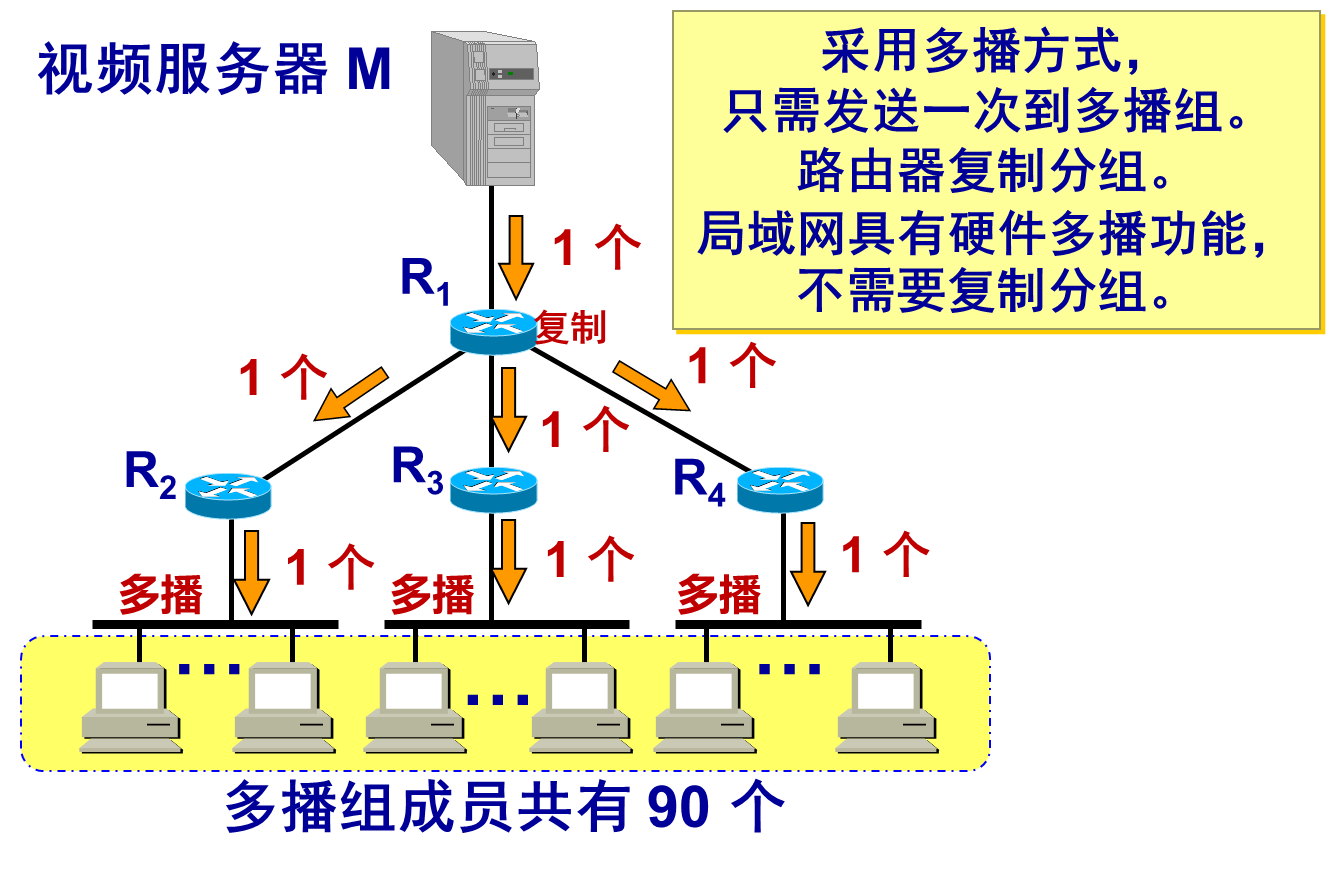 视频服务器 M
采用多播方式，
只需发送一次到多播组。
路由器复制分组。
局域网具有硬件多播功能，
不需要复制分组。
1 个
R1
复制
1 个
1 个
1 个
R2
R3
R4
1 个
1 个
1 个
多播
多播
多播
…
…
…
多播组成员共有 90 个